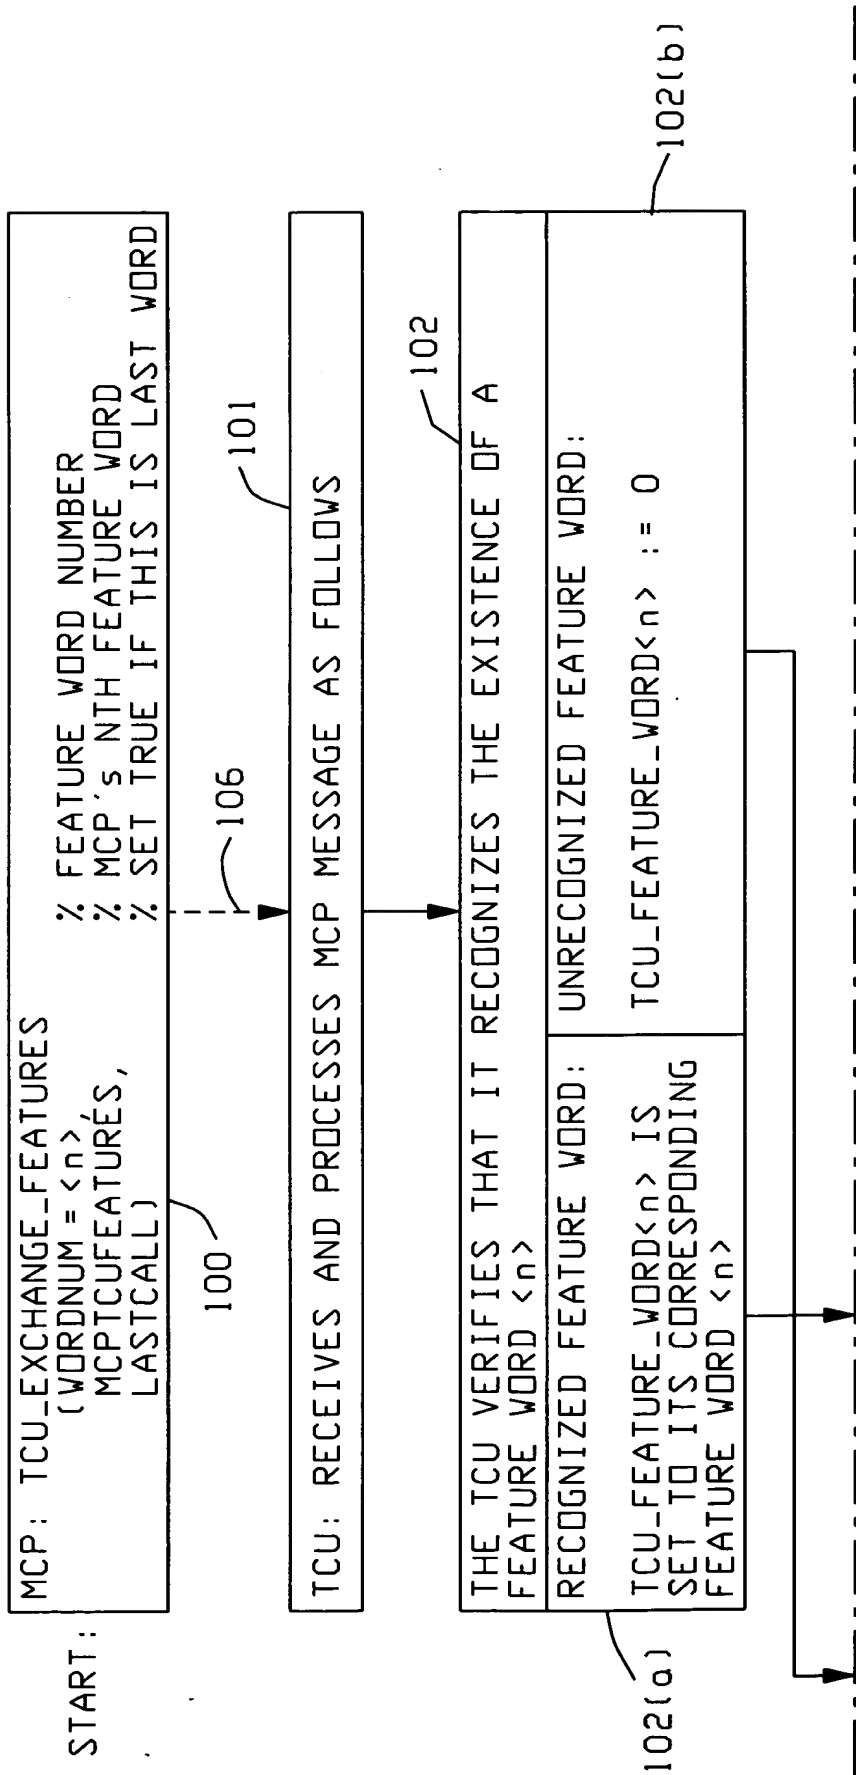 START:
MCP: TCU_EXCHANGE_FEATURES
(WORDNUM = <n>, % FEATURE WORD NUMBER
MCPTCUFEATURES, % MCP's NTH FEATURE WORD
LASTCALL) % SET TRUE IF THIS IS LAST WORD
100
106
101
TCU: RECEIVES AND PROCESSES MCP MESSAGE AS FOLLOWS
102
THE TCU VERIFIES THAT IT RECOGNIZES THE EXISTENCE OF A
FEATURE WORD <n>
RECOGNIZED FEATURE WORD:
TCU_FEATURE_WORD<n> IS
SET TO ITS CORRESPONDING
FEATURE WORD <n>
UNRECOGNIZED FEATURE WORD:
TCU_FEATURE_WORD<n> := 0
102(a)
102(b)